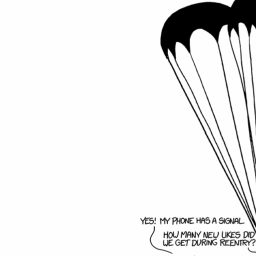 YES! MY PHONE HAS A SIGNAL.
HOW MANY NEW LIKES DID
WE GET DURING REENTRY?